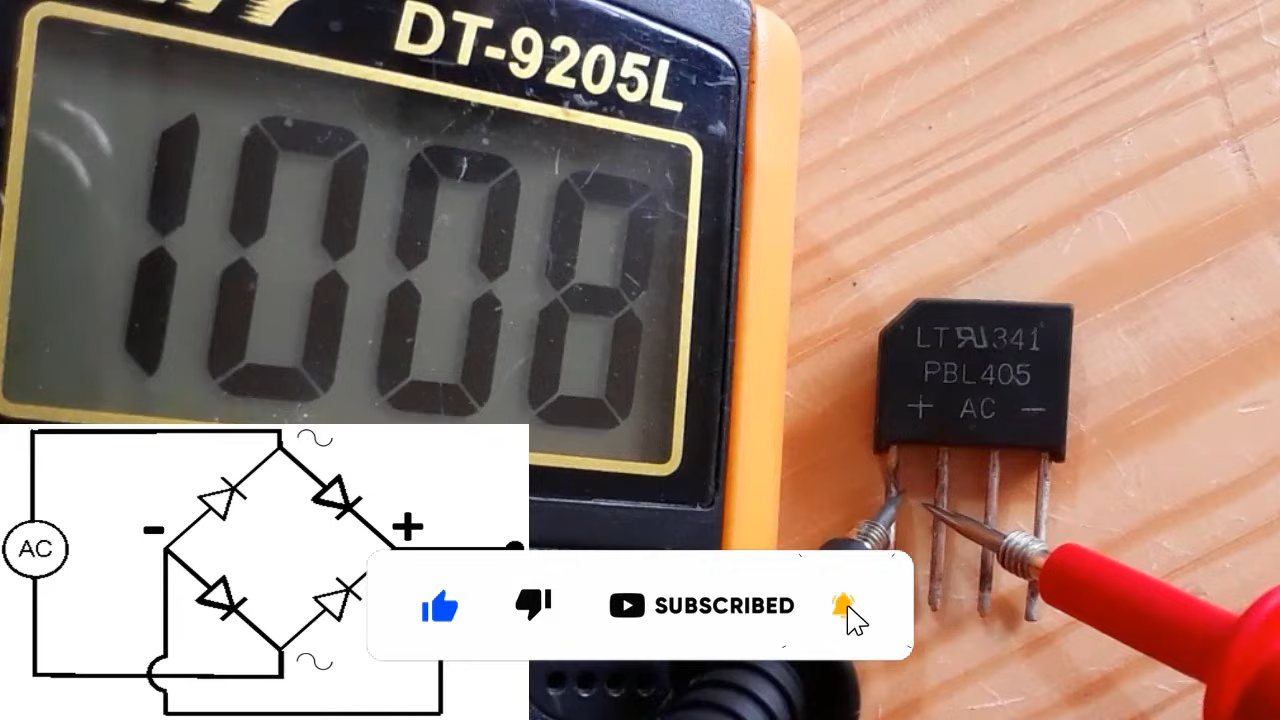 DT-9205L
1008
LT 341
PBL405
+ AC −
AC
-
+
SUBSCRIBED